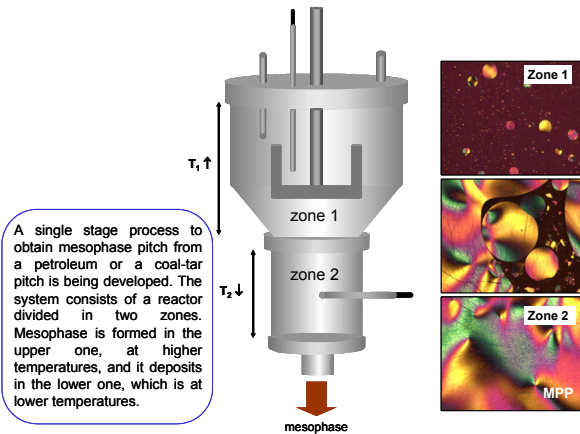 Zone 1
T1 ↑
zone 1
A single stage process to
obtain mesophase pitch from
a petroleum or a coal-tar
pitch is being developed. The
system consists of a reactor
divided in two zones.
Mesophase is formed in the
upper one, at higher
temperatures, and it deposits
in the lower one, which is at
lower temperatures.
zone 2
T2 ↓
Zone 2
MPP
mesophase